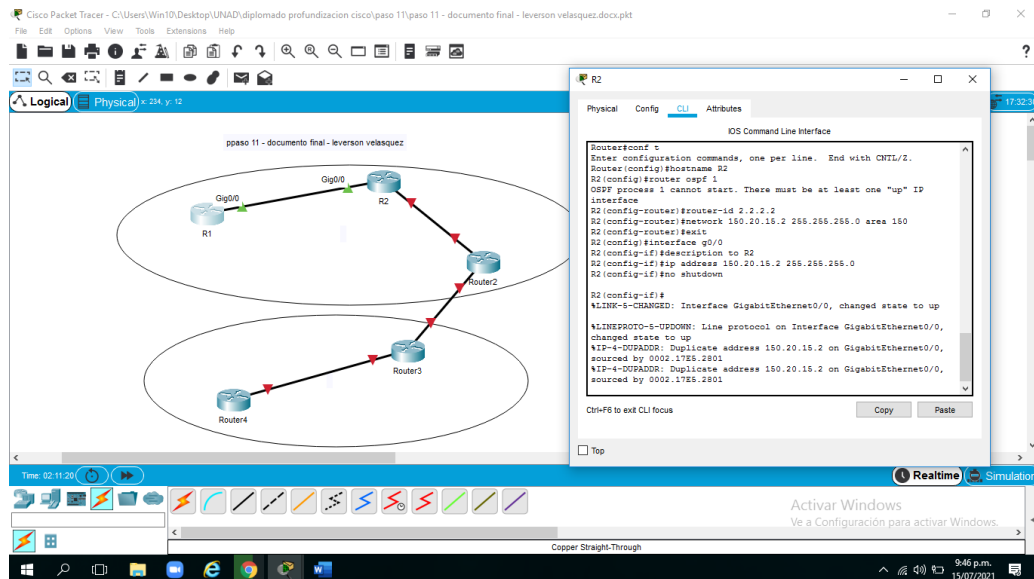 Cisco Packet Tracer - C:\Users\Win10\Desktop\UNAD\diplomado profundizacion cisco\paso 11\paso 11 - documento final - leverson velasquez.docx.pkt
File Edit Options View Tools Extensions Help
?
Logical
Physical
x: 234, y: 12
17:32:3
ppaso 11 - documento final - leverson velasquez
Gig0/0
R2
Gig0/0
R1
Router2
Router3
Router4
R2
Physical Config CLI Attributes
IOS Command Line Interface
Router#conf t
Enter configuration commands, one per line. End with CNTL/Z.
Router(config)#hostname R2
R2(config)#router ospf 1
OSPF process 1 cannot start. There must be at least one "up" IP
interface
R2(config-router)#router-id 2.2.2.2
R2(config-router)#network 150.20.15.2 255.255.255.0 area 150
R2(config-router)#exit
R2(config)#interface g0/0
R2(config-if)#description to R2
R2(config-if)#ip address 150.20.15.2 255.255.255.0
R2(config-if)#no shutdown
R2(config-if)#
%LINK-5-CHANGED: Interface GigabitEthernet0/0, changed state to up
%LINEPROTO-5-UPDOWN: Line protocol on Interface GigabitEthernet0/0,
changed state to up
%IP-4-DUPADDR: Duplicate address 150.20.15.2 on GigabitEthernet0/0,
sourced by 0002.17E5.2801
%IP-4-DUPADDR: Duplicate address 150.20.15.2 on GigabitEthernet0/0,
sourced by 0002.17E5.2801
Ctrl+F6 to exit CLI focus
Copy
Paste
Top
Time: 02:11:20
Realtime
Simulation
Activar Windows
Ve a Configuración para activar Windows.
Copper Straight-Through
9:46 p.m.
15/07/2021